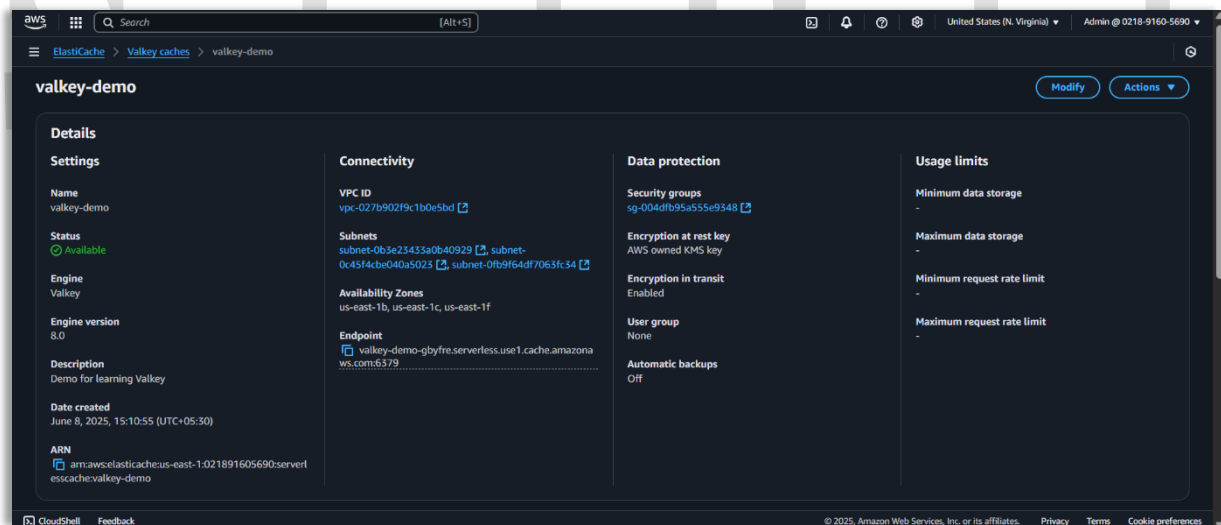 aws
Search
[Alt+S]
United States (N. Virginia)
Admin @ 0218-9160-5690
ElastiCache > Valkey caches > valkey-demo
valkey-demo
Modify
Actions
Details
Settings
Name
valkey-demo
Status
Available
Engine
Valkey
Engine version
8.0
Description
Demo for learning Valkey
Date created
June 8, 2025, 15:10:55 (UTC+05:30)
ARN
arn:aws:elasticache:us-east-1:021891605690:serverl
esscache:valkey-demo
Connectivity
VPC ID
vpc-027b902f9c1b0e5bd
Subnets
subnet-0b3e23433a0b40929, subnet-
0c45f4cbe040a5023, subnet-0fb9f64df7063fc34
Availability Zones
us-east-1b, us-east-1c, us-east-1f
Endpoint
valkey-demo-gbyfre.serverless.use1.cache.amazona
ws.com:6379
Data protection
Security groups
sg-004dfb95a555e9348
Encryption at rest key
AWS owned KMS key
Encryption in transit
Enabled
User group
None
Automatic backups
Off
Usage limits
Minimum data storage
-
Maximum data storage
-
Minimum request rate limit
-
Maximum request rate limit
-
CloudShell
Feedback
© 2025, Amazon Web Services, Inc. or its affiliates.
Privacy
Terms
Cookie preferences